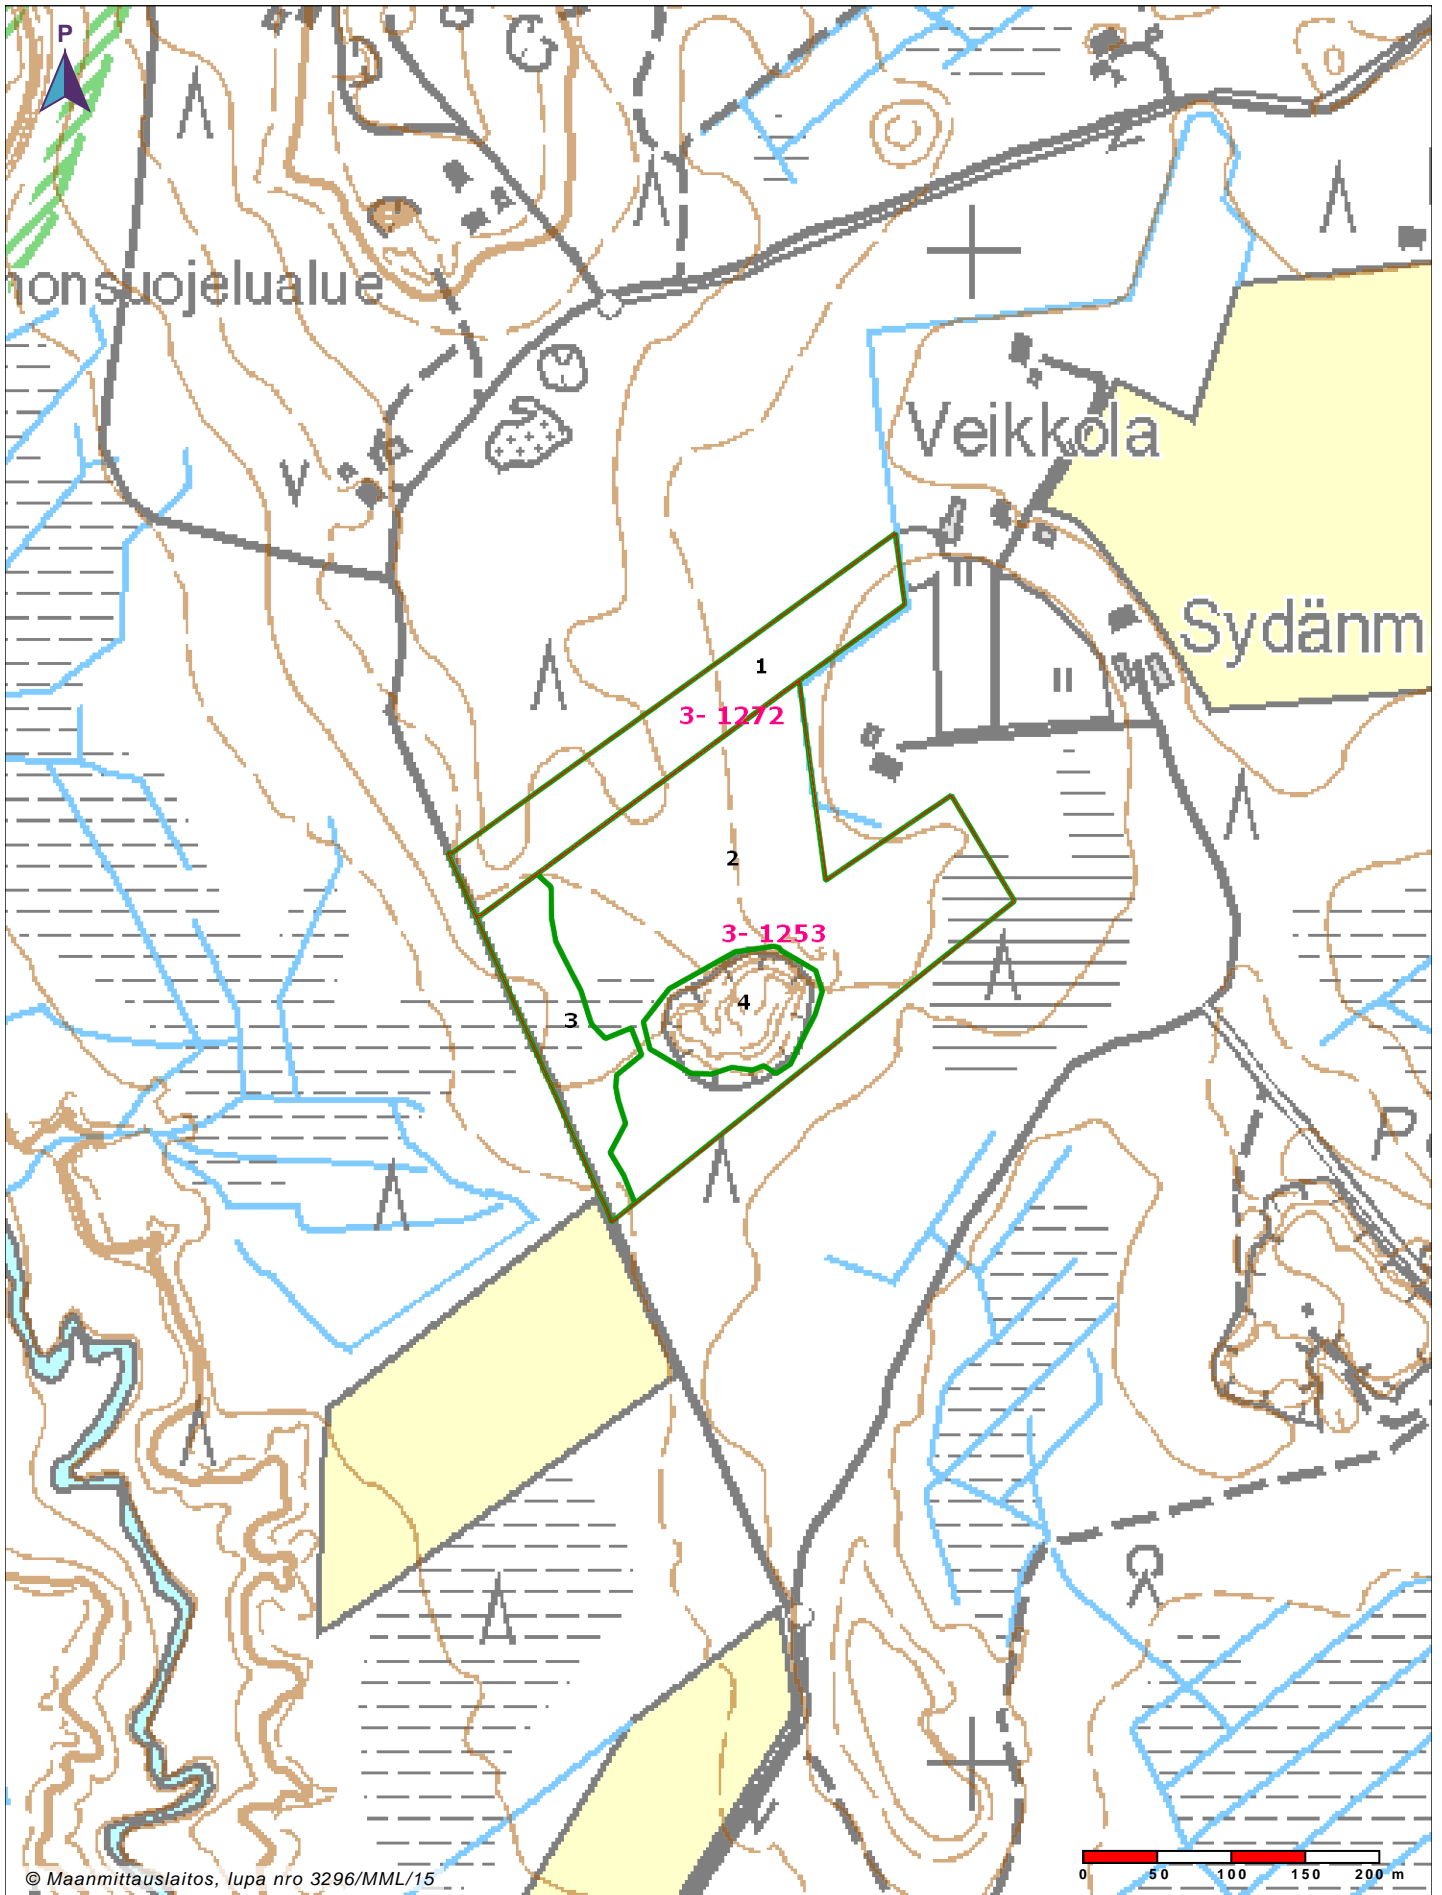 P
nonsuojelualue
Veikkola
Sydänm
1
3- 1272
2
3- 1253
4
3
P
0 50 100 150 200 m
© Maanmittauslaitos, lupa nro 3296/MML/15